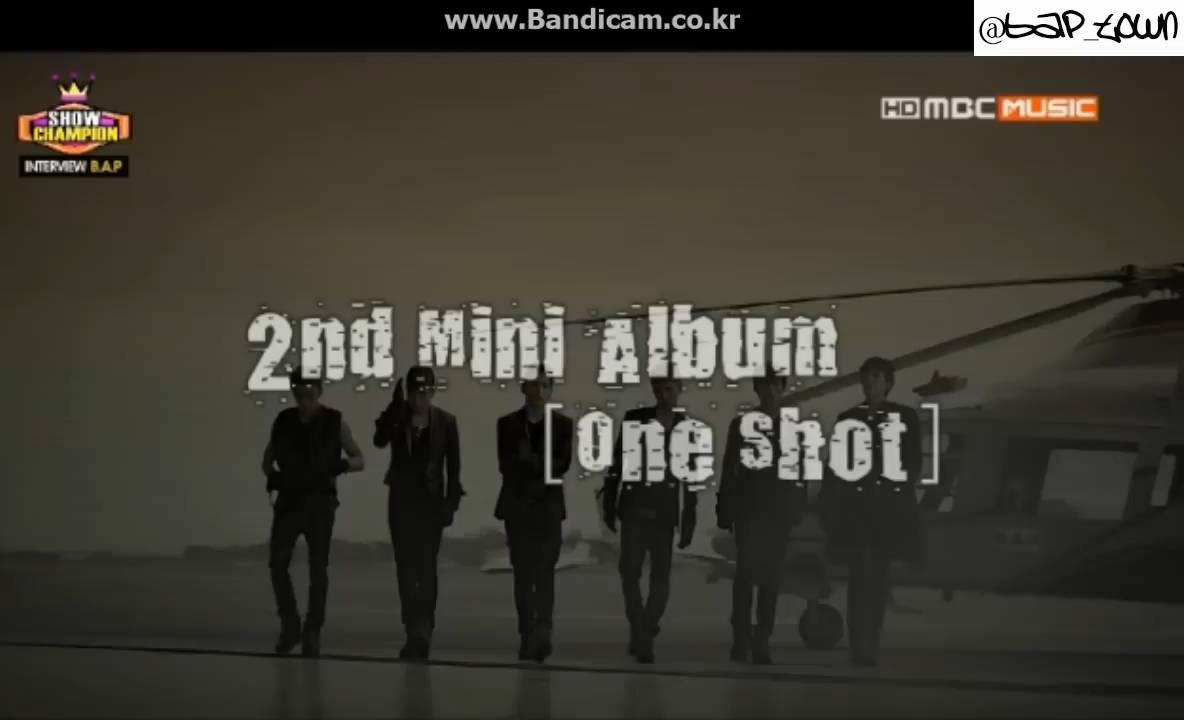 www.Bandicam.co.kr
@bap_town
SHOW
CHAMPION
INTERVIEW B.A.P
HD MBC MUSIC
2nd Mini Album
[One Shot]